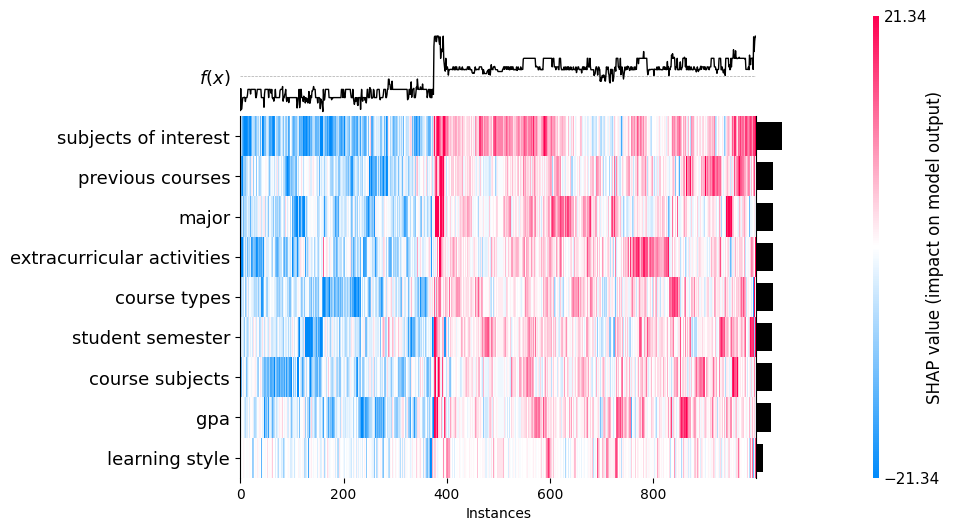 21.34
f(x)
subjects of interest
previous courses
major
extracurricular activities
course types
student semester
course subjects
gpa
learning style
0 200 400 600 800
Instances
SHAP value (impact on model output)
−21.34